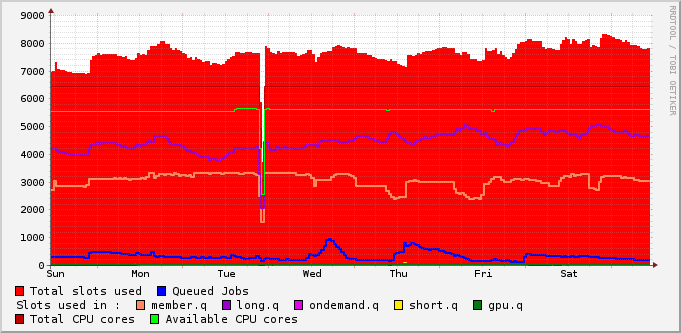 9000
8000
7000
6000
5000
4000
3000
2000
1000
0
Sun Mon Tue Wed Thu Fri Sat
RRDTOOL / TOBI OETIKER
Total slots used Queued Jobs
Slots used in : member.q long.q ondemand.q short.q gpu.q
Total CPU cores Available CPU cores